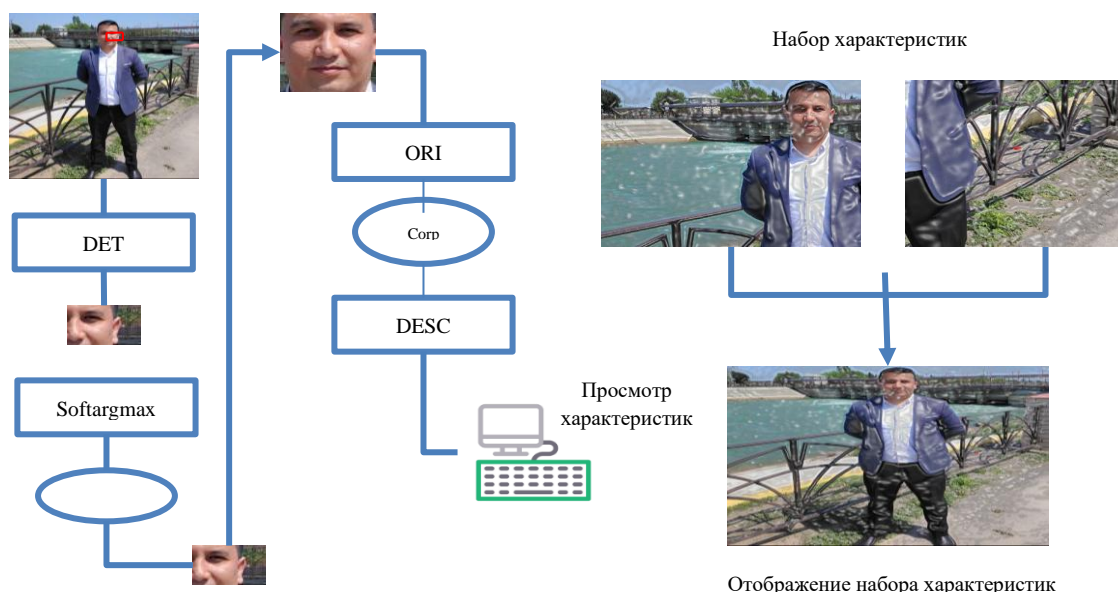 DET
Softargmax
ORI
Corp
DESC
Просмотр
характеристик
Набор характеристик
Отображение набора характеристик